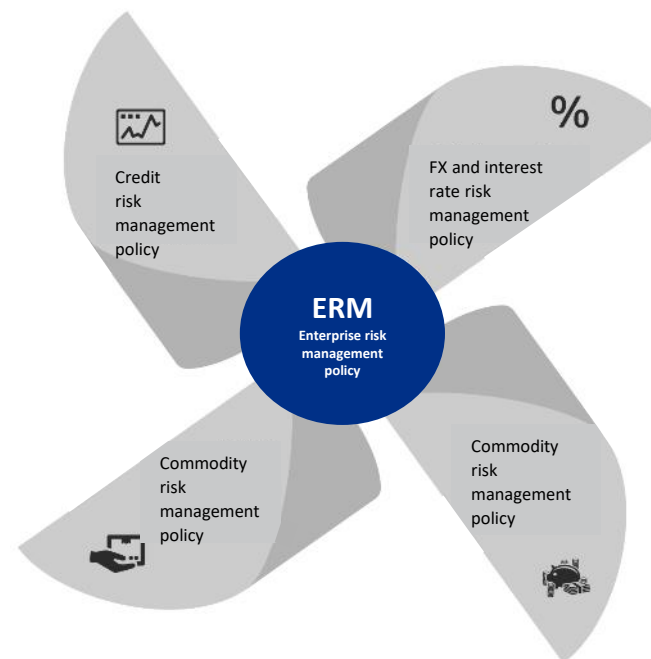 %
Credit
risk
management
policy
FX and interest
rate risk
management
policy
ERM
Enterprise risk
management
policy
Commodity
risk
management
policy
Commodity
risk
management
policy